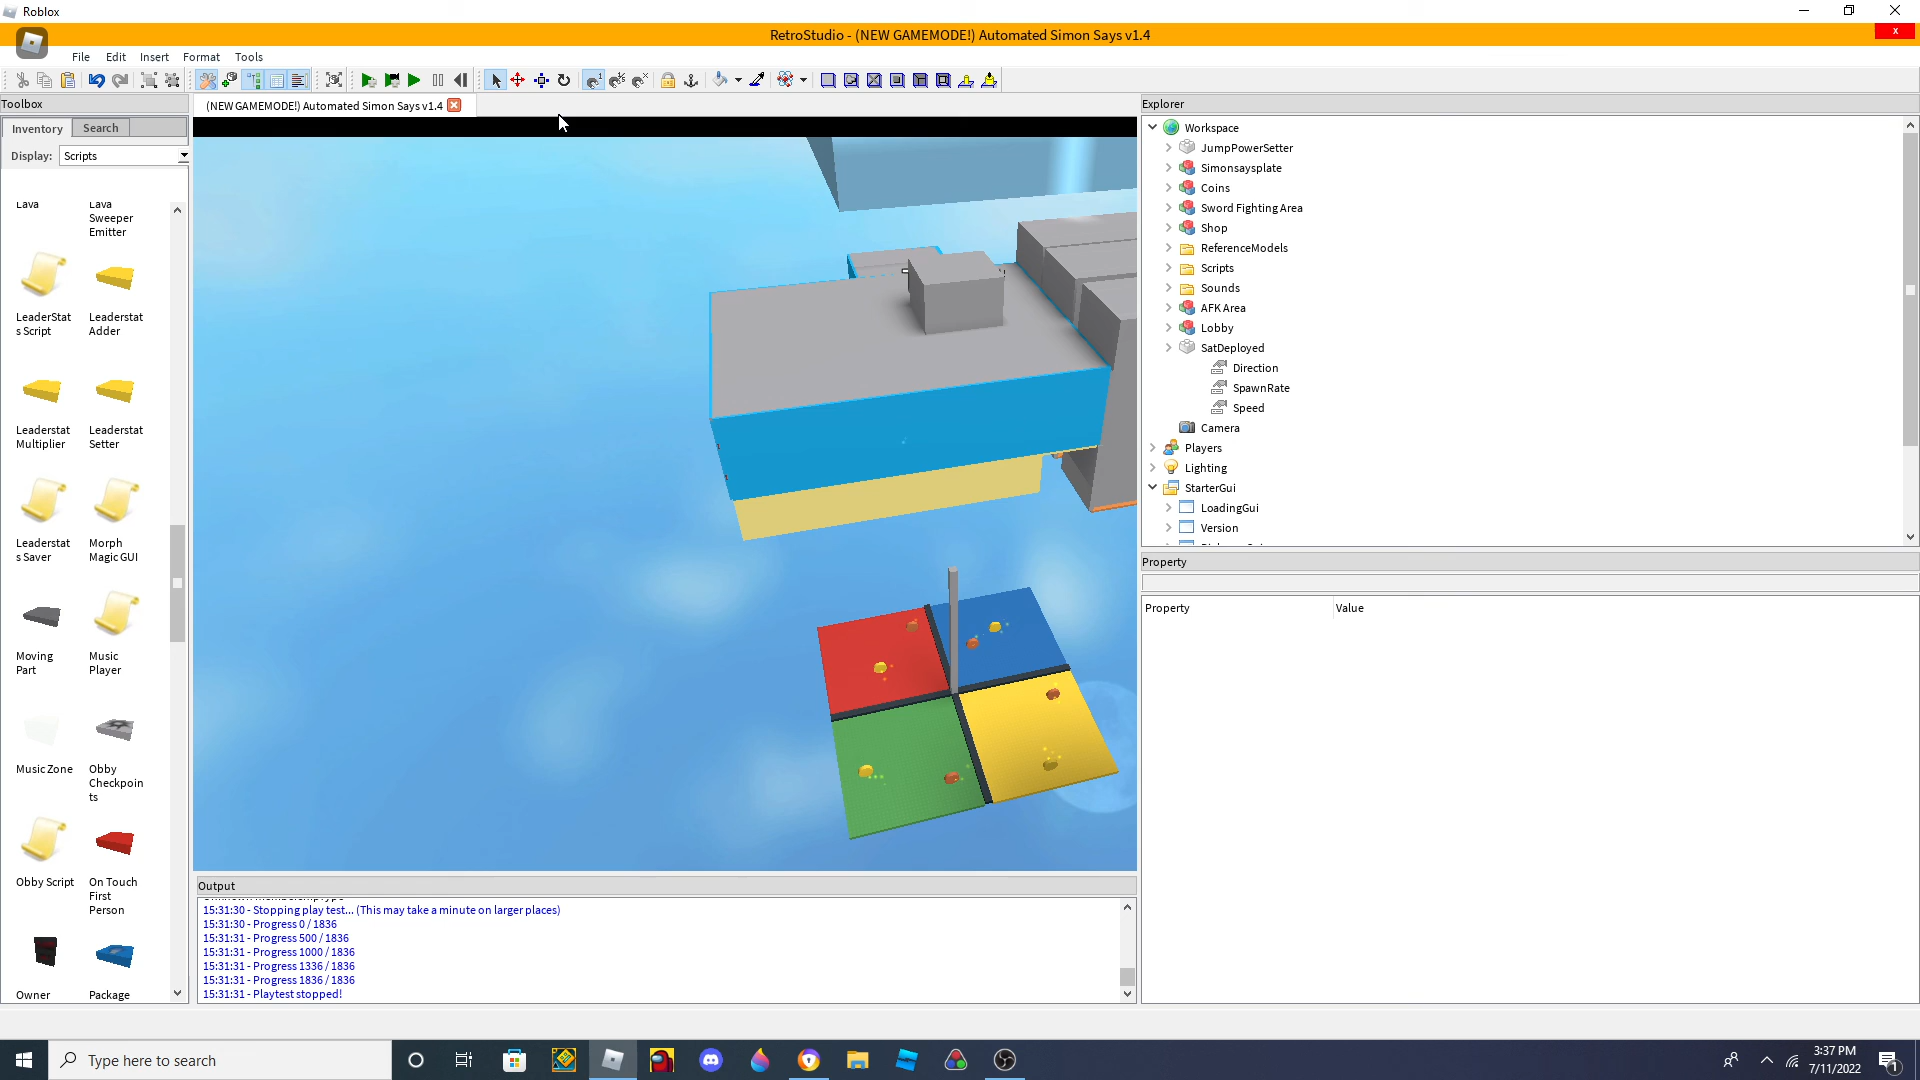 Roblox
RetroStudio - (NEW GAMEMODE!) Automated Simon Says v1.4
x
File Edit Insert Format Tools
Toolbox
(NEW GAMEMODE!) Automated Simon Says v1.4
Explorer
Inventory Search
Display: Scripts
Lava
Lava
Sweeper
Emitter
LeaderStat
s Script
Leaderstat
Adder
Leaderstat
Multiplier
Leaderstat
Setter
Leaderstat
s Saver
Morph
Magic GUI
Moving
Part
Music
Player
Music Zone
Obby
Checkpoin
ts
Obby Script
On Touch
First
Person
Owner
Package
Workspace
JumpPowerSetter
Simonsaysplate
Coins
Sword Fighting Area
Shop
ReferenceModels
Scripts
Sounds
AFK Area
Lobby
SatDeployed
Direction
SpawnRate
Speed
Camera
Players
Lighting
StarterGui
LoadingGui
Version
Property
Property Value
Output
15:31:30 - Stopping play test... (This may take a minute on larger places)
15:31:30 - Progress 0 / 1836
15:31:31 - Progress 500 / 1836
15:31:31 - Progress 1000 / 1836
15:31:31 - Progress 1336 / 1836
15:31:31 - Progress 1836 / 1836
15:31:31 - Playtest stopped!
Type here to search
3:37 PM
7/11/2022
1